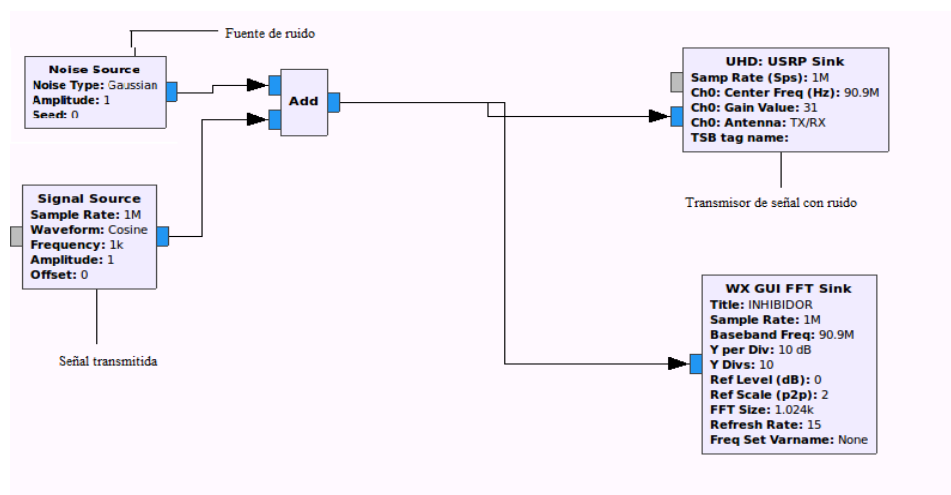 Fuente de ruido
Noise Source
Noise Type: Gaussian
Amplitude: 1
Seed: 0
Add
UHD: USRP Sink
Samp Rate (Sps): 1M
Ch0: Center Freq (Hz): 90.9M
Ch0: Gain Value: 31
Ch0: Antenna: TX/RX
TSB tag name:
Transmisor de señal con ruido
Signal Source
Sample Rate: 1M
Waveform: Cosine
Frequency: 1k
Amplitude: 1
Offset: 0
Señal transmitida
WX GUI FFT Sink
Title: INHIBIDOR
Sample Rate: 1M
Baseband Freq: 90.9M
Y per Div: 10 dB
Y Divs: 10
Ref Level (dB): 0
Ref Scale (p2p): 2
FFT Size: 1.024k
Refresh Rate: 15
Freq Set Varname: None